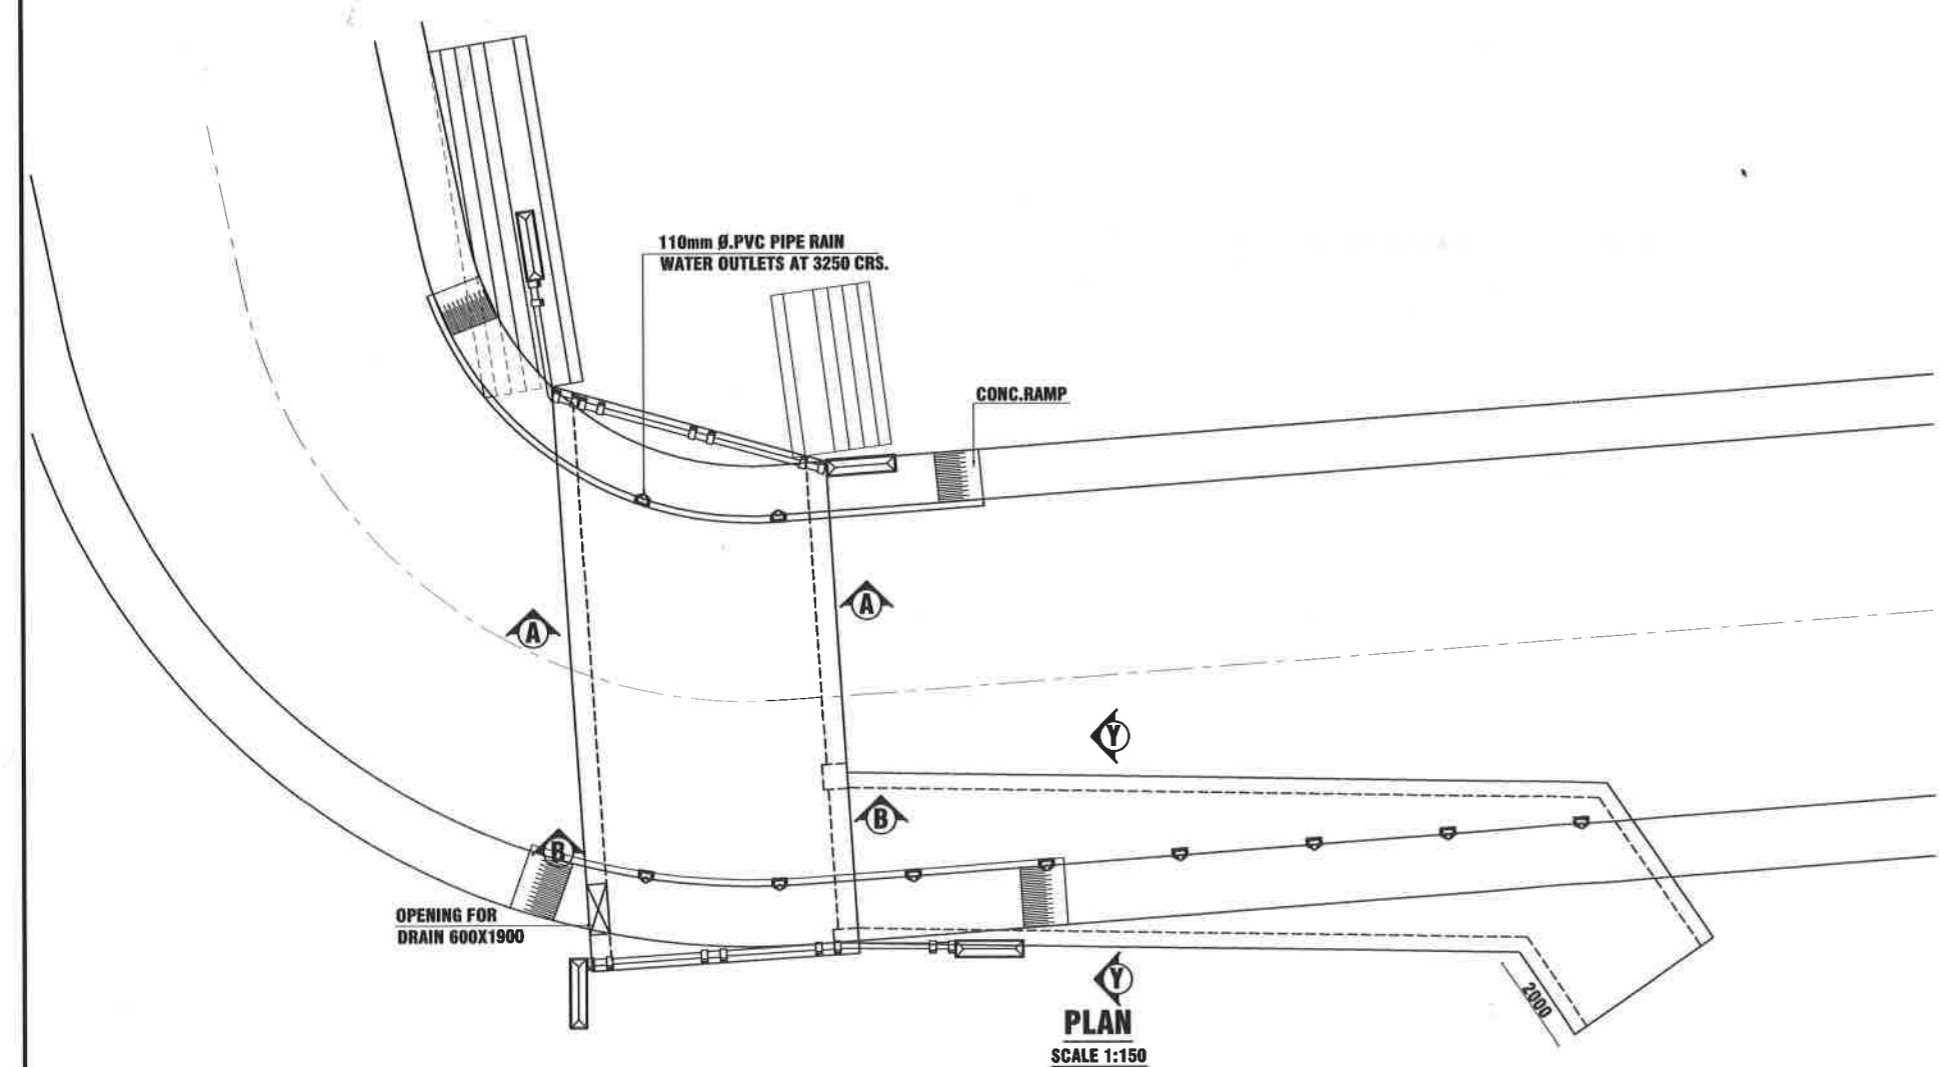 110mm Ø.PVC PIPE RAIN
WATER OUTLETS AT 3250 CRS.
CONC.RAMP
A
A
Y
B
B
OPENING FOR
DRAIN 600X1900
Y
2000
PLAN
SCALE 1:150